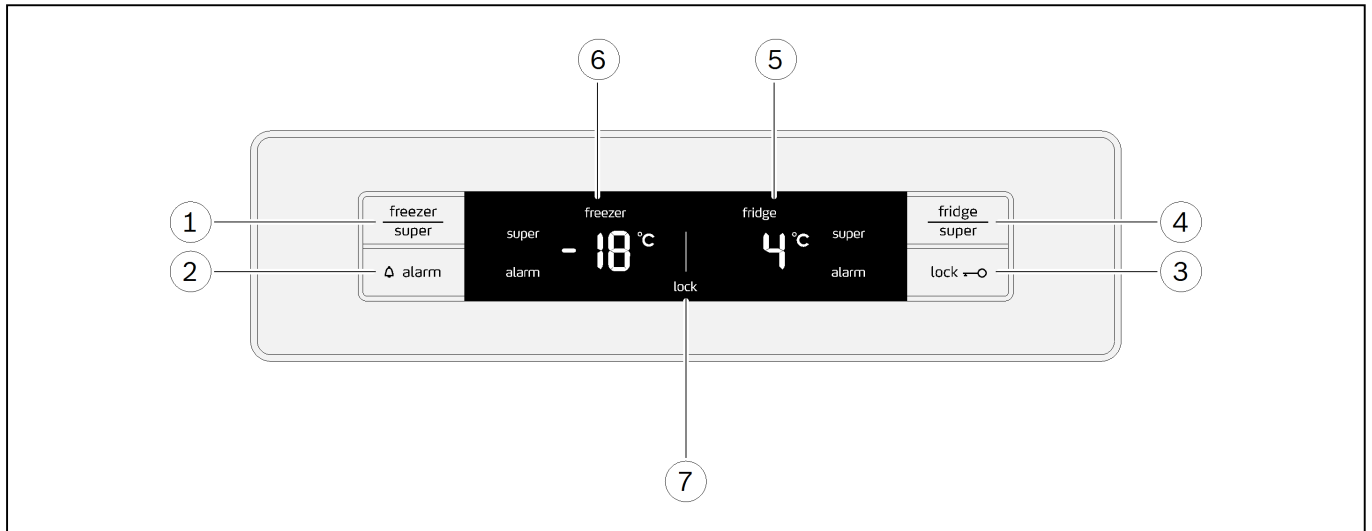 6
5
freezer
super
1
2
alarm
freezer
super
-18 °C
alarm
fridge
4 °C
super
alarm
lock
fridge
super
4
lock
3
7